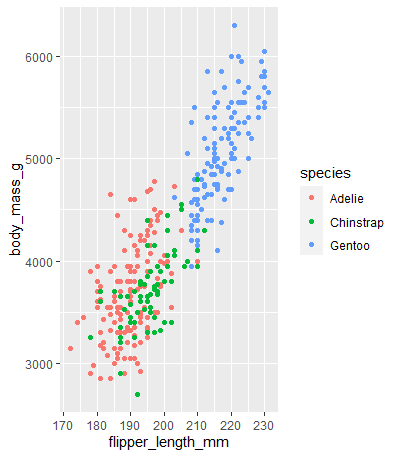 6000
5000
4000
3000
body_mass_g
170 180 190 200 210 220 230
flipper_length_mm
species
Adelie
Chinstrap
Gentoo